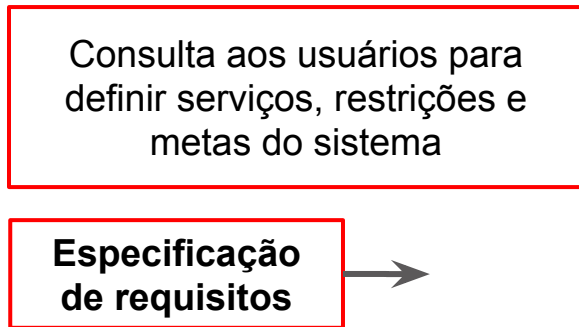 Consulta aos usuários para
definir serviços, restrições e
metas do sistema
Especificação
de requisitos